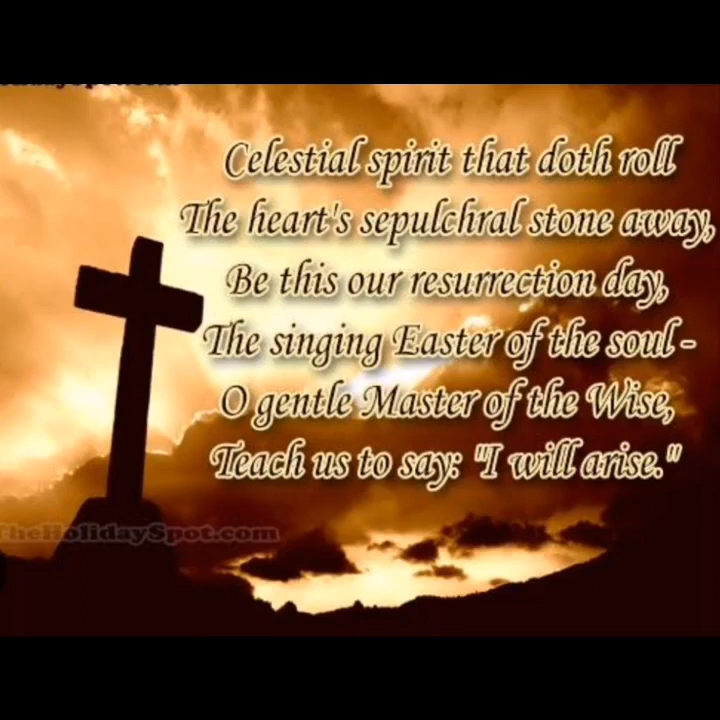 Celestial spirit that doth roll
The heart's sepulchral stone away,
Be this our resurrection day,
The singing Easter of the soul -
O gentle Master of the Wise,
Teach us to say: "I will arise."
TheHolidaySpot.com